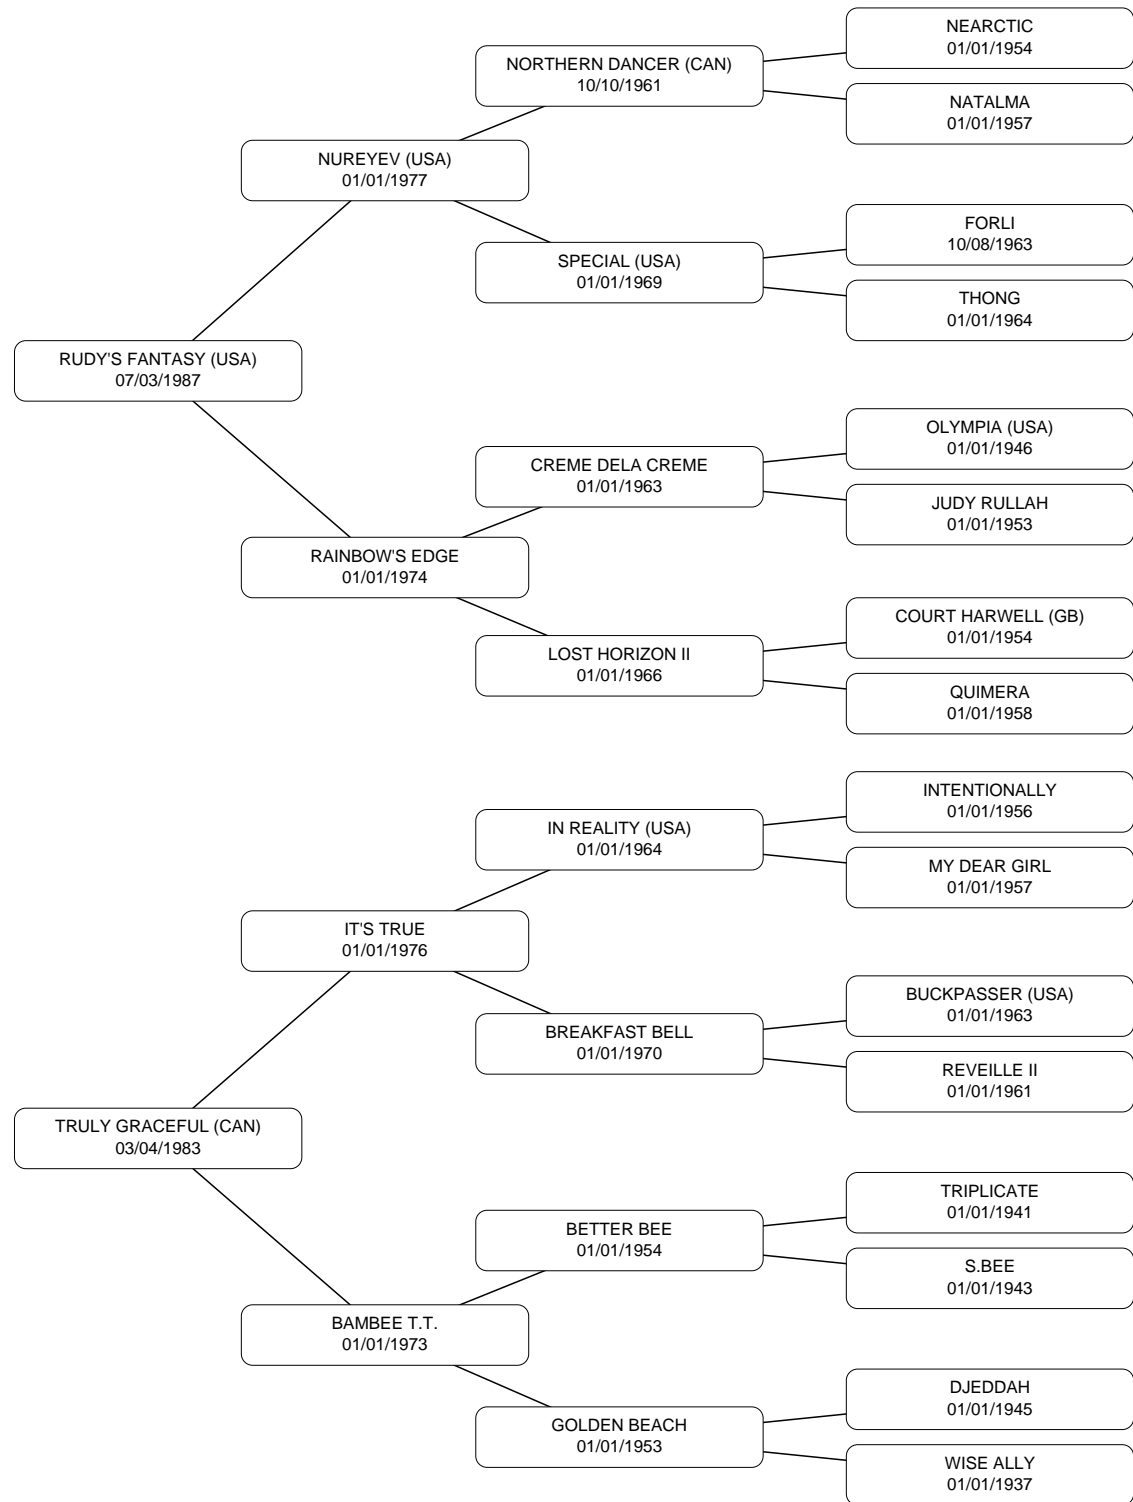 NEARCTIC
01/01/1954
NORTHERN DANCER (CAN)
10/10/1961
NATALMA
01/01/1957
NUREYEV (USA)
01/01/1977
FORLI
10/08/1963
SPECIAL (USA)
01/01/1969
THONG
01/01/1964
RUDY'S FANTASY (USA)
07/03/1987
OLYMPIA (USA)
01/01/1946
CREME DELA CREME
01/01/1963
JUDY RULLAH
01/01/1953
RAINBOW'S EDGE
01/01/1974
COURT HARWELL (GB)
01/01/1954
LOST HORIZON II
01/01/1966
QUIMERA
01/01/1958
INTENTIONALLY
01/01/1956
IN REALITY (USA)
01/01/1964
MY DEAR GIRL
01/01/1957
IT'S TRUE
01/01/1976
BUCKPASSER (USA)
01/01/1963
BREAKFAST BELL
01/01/1970
REVEILLE II
01/01/1961
TRULY GRACEFUL (CAN)
03/04/1983
TRIPLICATE
01/01/1941
BETTER BEE
01/01/1954
S.BEE
01/01/1943
BAMBEE T.T.
01/01/1973
DJEDDAH
01/01/1945
GOLDEN BEACH
01/01/1953
WISE ALLY
01/01/1937